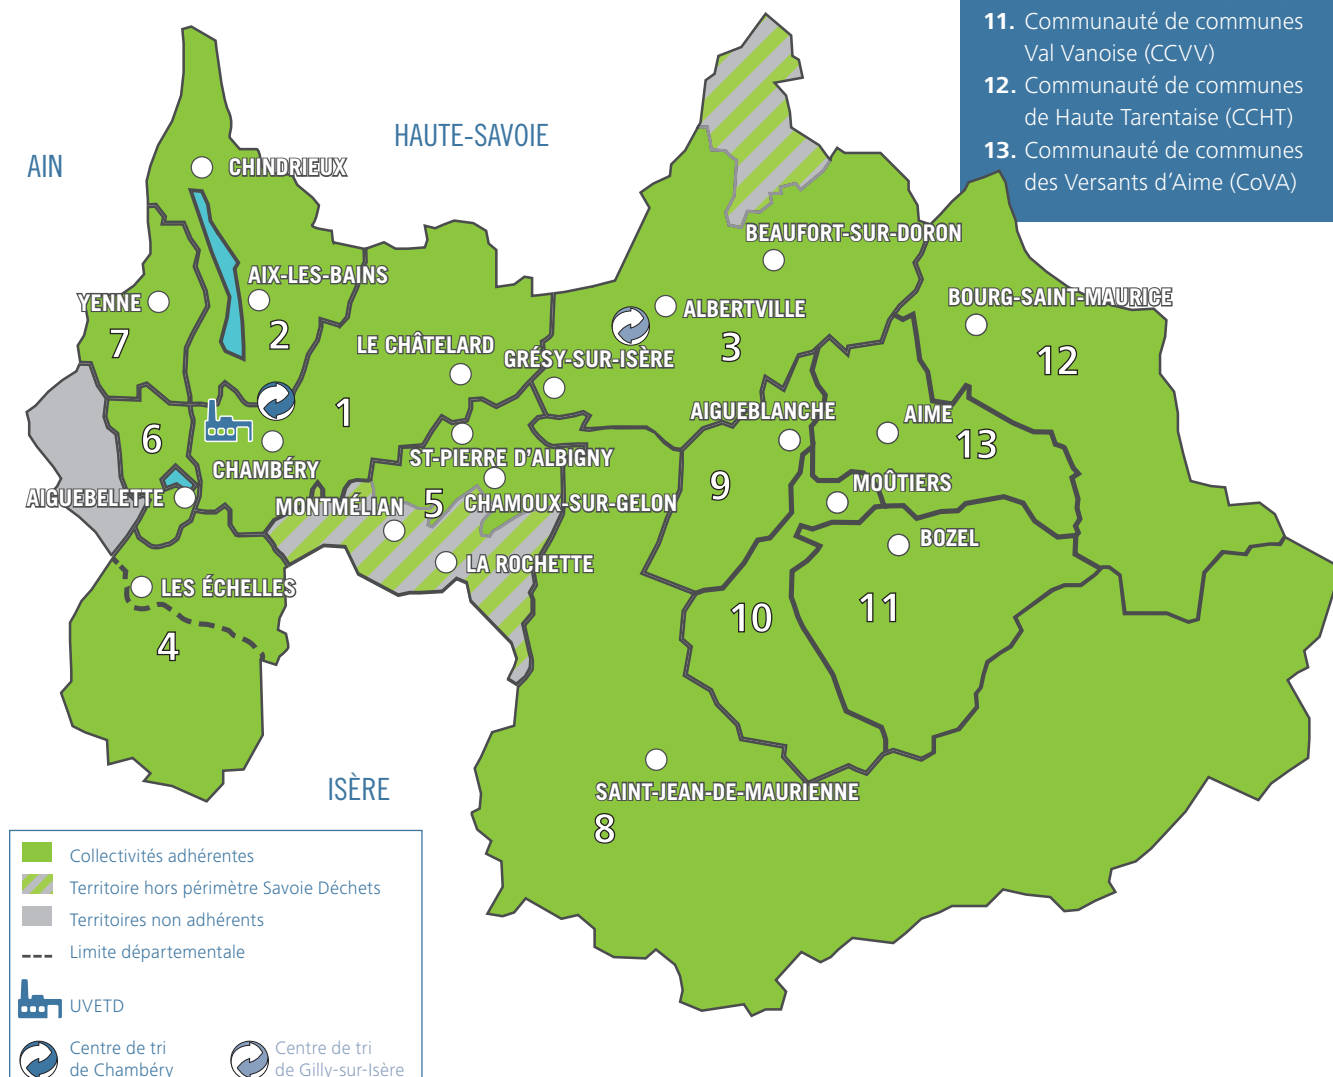 11. Communauté de communes
Val Vanoise (CCVV)
12. Communauté de communes
de Haute Tarentaise (CCHT)
13. Communauté de communes
des Versants d'Aime (CoVA)
HAUTE-SAVOIE
AIN
CHINDRIEUX
BEAUFORT-SUR-DORON
AIX-LES-BAINS
YENNE
BOURG-SAINT-MAURICE
ALBERTVILLE
7
2
LE CHÂTELARD
GRÉSY-SUR-ISÈRE
3
12
1
AIGUEBLANCHE
AIME
6
13
CHAMBÉRY
ST-PIERRE D'ALBIGNY
9
MOÛTIERS
AIGUEBELETTE
MONTMÉLIAN
5
CHAMOUX-SUR-GELON
BOZEL
LA ROCHETTE
LES ÉCHELLES
10
11
4
ISÈRE
SAINT-JEAN-DE-MAURIENNE
8
Collectivités adhérentes
Territoire hors périmètre Savoie Déchets
Territoires non adhérents
Limite départementale
UVETD
Centre de tri
de Chambéry
Centre de tri
de Gilly-sur-Isère